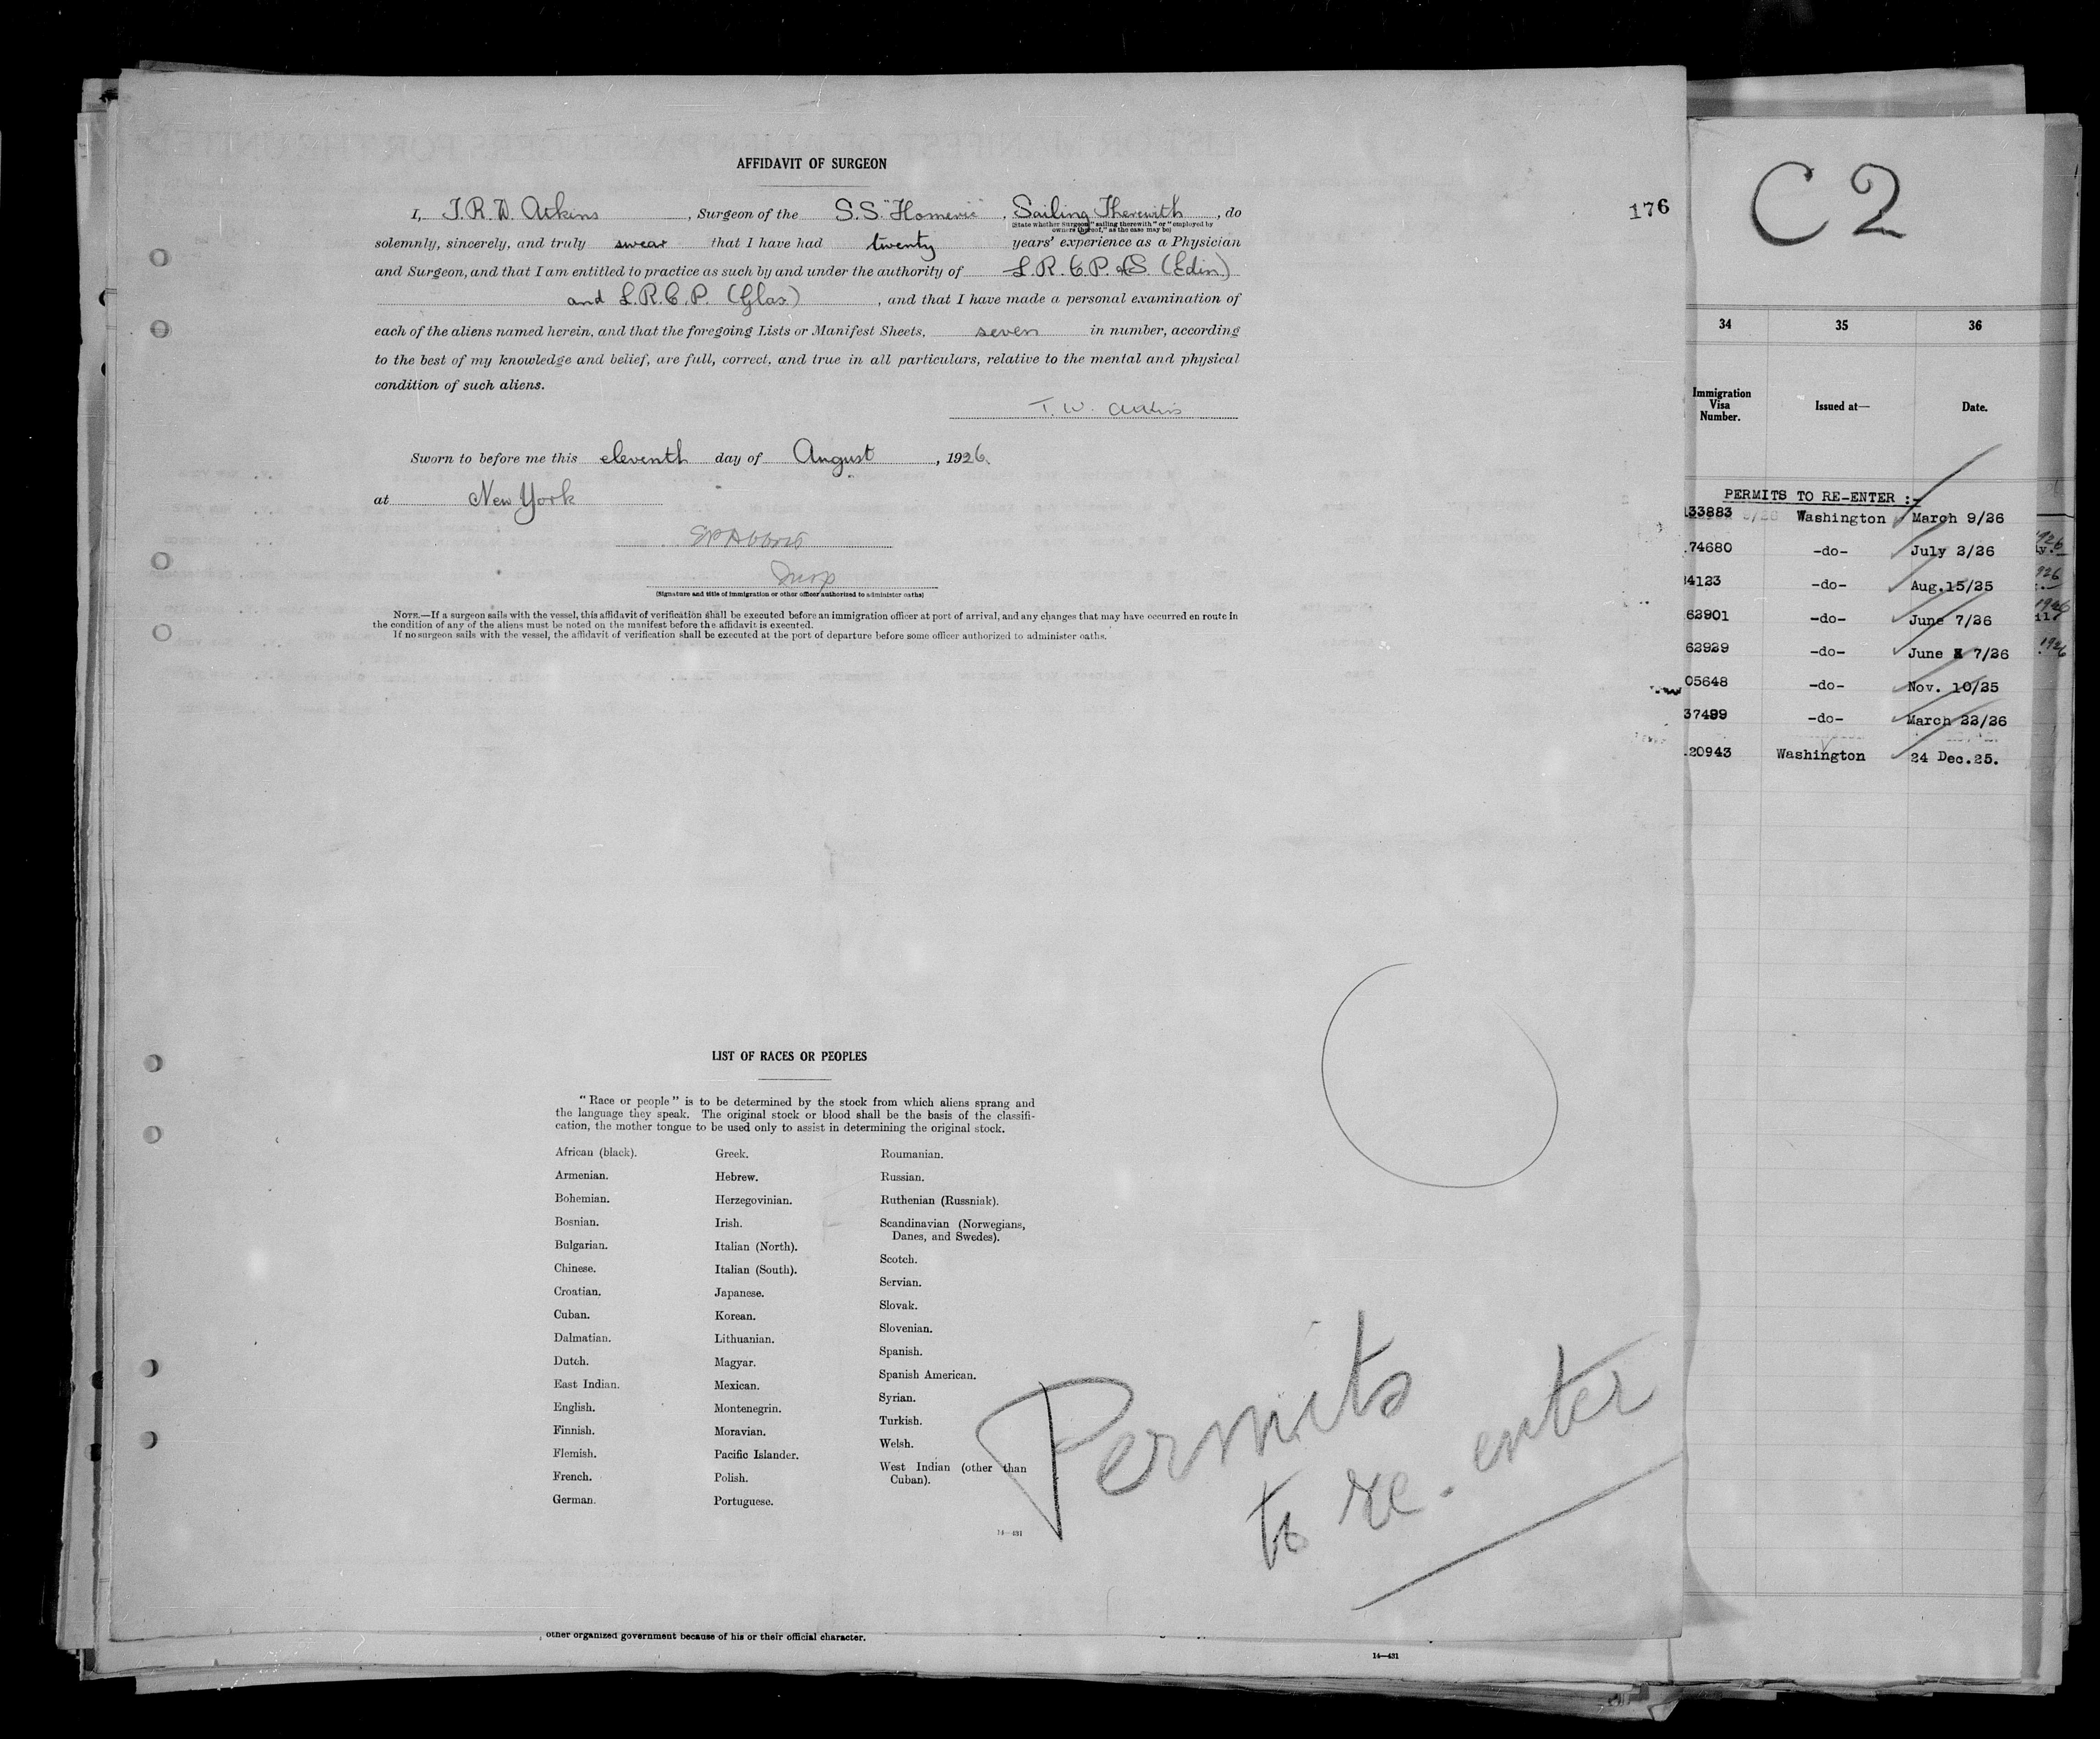 AFFIDAVIT OF SURGEON
I, T. R. W. Atkins, Surgeon of the S.S. "Homeric", Sailing Therewith, do
(State whether Surgeon "sailing therewith" or "employed by
owners thereof," as the case may be)
solemnly, sincerely, and truly swear that I have had twenty years' experience as a Physician
and Surgeon, and that I am entitled to practice as such by and under the authority of L.R.C.P. &S. (Edin)
and L.R.C.P. (Glas), and that I have made a personal examination of
each of the aliens named herein, and that the foregoing Lists or Manifest Sheets, seven in number, according
to the best of my knowledge and belief, are full, correct, and true in all particulars, relative to the mental and physical
condition of such aliens.
T. W. Atkins
Sworn to before me this eleventh day of August, 1926.
at New York
Insp
(Signature and title of immigration or other officer authorized to administer oaths)
NOTE.—If a surgeon sails with the vessel, this affidavit of verification shall be executed before an immigration officer at port of arrival, and any changes that may have occurred en route in
the condition of any of the aliens must be noted on the manifest before the affidavit is executed.
If no surgeon sails with the vessel, the affidavit of verification shall be executed at the port of departure before some officer authorized to administer oaths.
176
LIST OF RACES OR PEOPLES
"Race or people" is to be determined by the stock from which aliens sprang and
the language they speak. The original stock or blood shall be the basis of the classifi-
cation, the mother tongue to be used only to assist in determining the original stock.
African (black).
Armenian.
Bohemian.
Bosnian.
Bulgarian.
Chinese.
Croatian.
Cuban.
Dalmatian.
Dutch.
East Indian.
English.
Finnish.
Flemish.
French.
German.
Greek.
Hebrew.
Herzegovinian.
Irish.
Italian (North).
Italian (South).
Japanese.
Korean.
Lithuanian.
Magyar.
Mexican.
Montenegrin.
Moravian.
Pacific Islander.
Polish.
Portuguese.
Roumanian.
Russian.
Ruthenian (Russniak).
Scandinavian (Norwegians,
Danes, and Swedes).
Scotch.
Servian.
Slovak.
Slovenian.
Spanish.
Spanish American.
Syrian.
Turkish.
Welsh.
West Indian (other than
Cuban).
14—431
Permits
to re-enter
other organized government because of his or their official character.
14—431
C2
34 35 36
Immigration
Visa
Number.
Issued at—
Date.
PERMITS TO RE-ENTER :-
133883 Washington March 9/26
74680 -do- July 2/26
4123 -do- Aug.15/25
62901 -do- June 7/26
62929 -do- June 7/26
05648 -do- Nov. 10/25
37499 -do- March 22/26
20943 Washington 24 Dec.25.